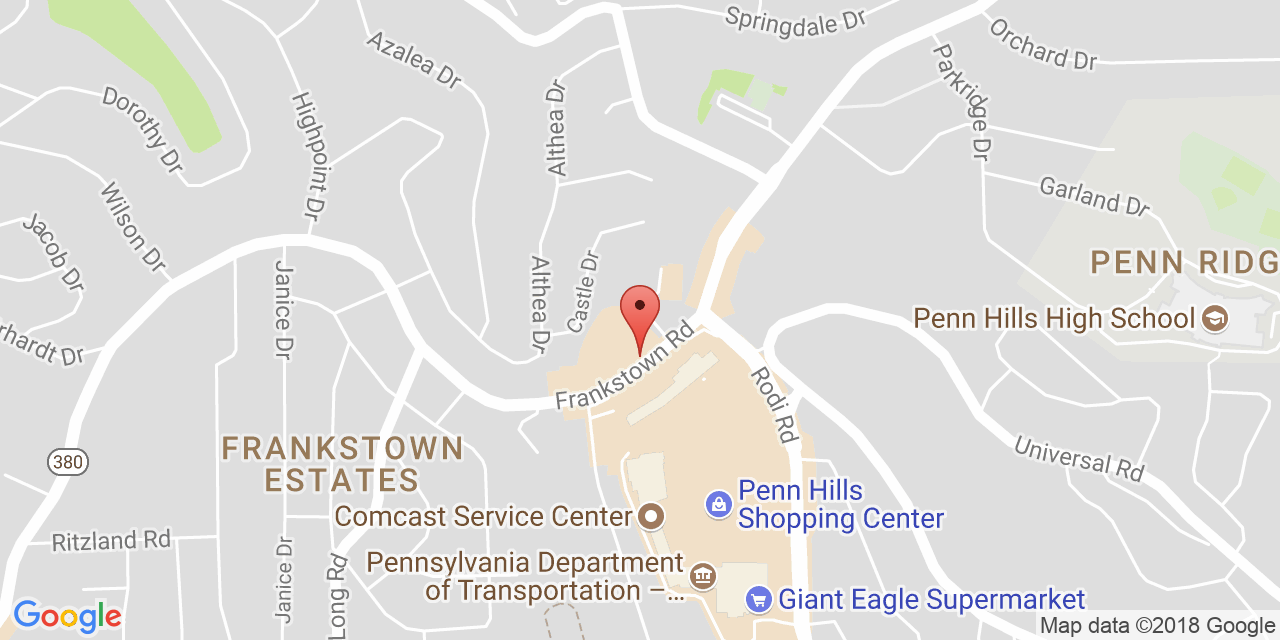 Springdale Dr
Orchard Dr
Azalea Dr
Parkridge Dr
Dorothy Dr
Highpoint Dr
Althea Dr
Garland Dr
Wilson Dr
Jacob Dr
PENN RIDG
Janice Dr
Althea Dr
Castle Dr
Penn Hills High School
rhardt Dr
Frankstown Rd
Rodi Rd
FRANKSTOWN
ESTATES
380
Universal Rd
Penn Hills
Shopping Center
Comcast Service Center
Ritzland Rd
Janice Dr
Long Rd
Pennsylvania Department
of Transportation –...
Giant Eagle Supermarket
Google
Map data ©2018 Google